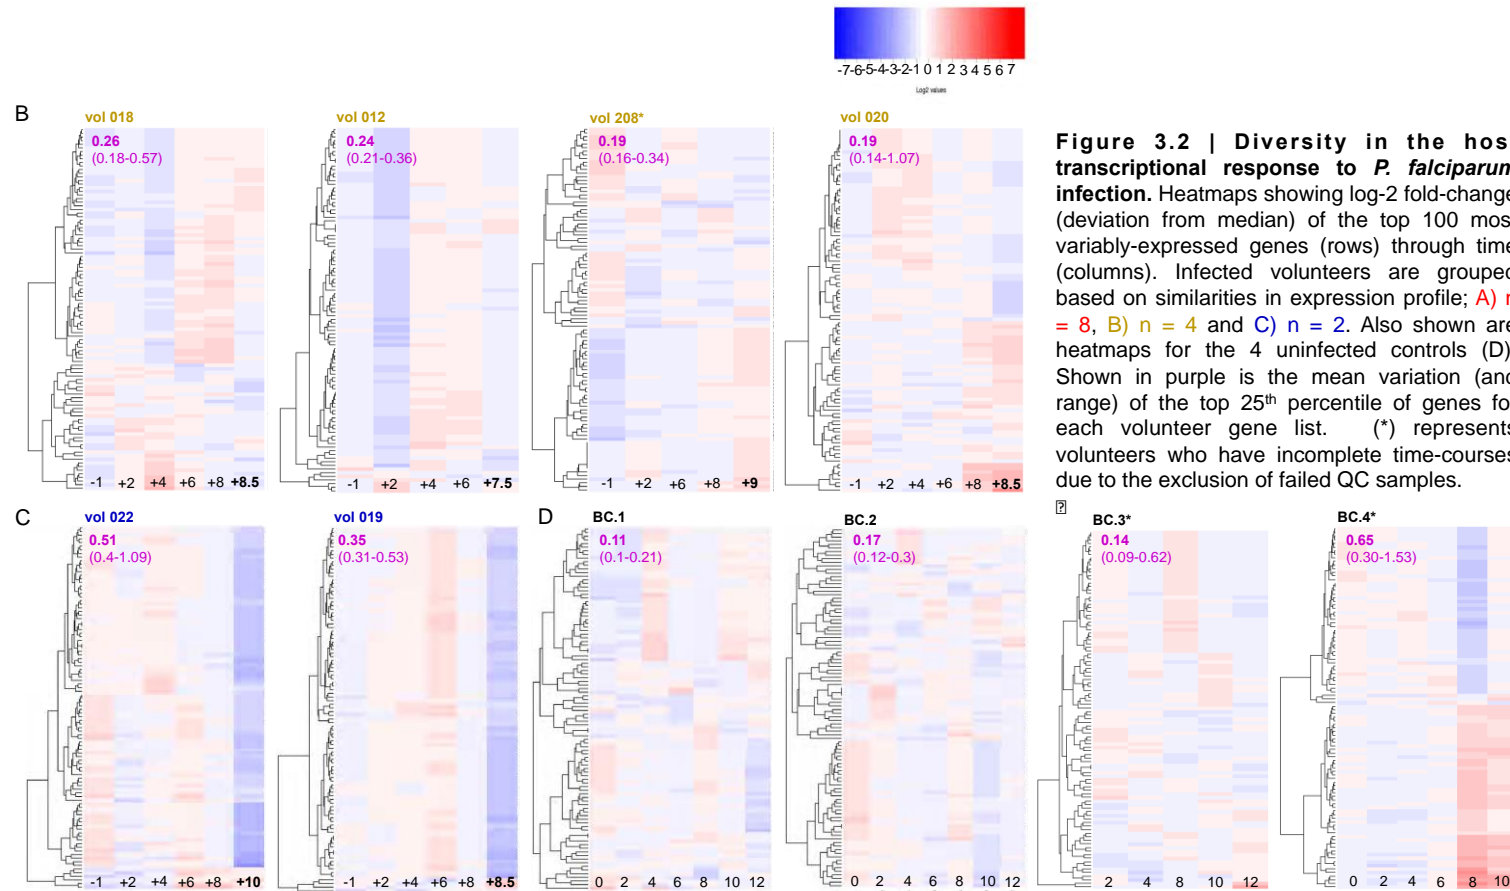 -7-6-5-4-3-2-1 0 1 2 3 4 5 6 7
Log2 values
B
vol 018
0.26
(0.18-0.57)
-1 +2 +4 +6 +8 +8.5
vol 012
0.24
(0.21-0.36)
-1 +2 +4 +6 +7.5
vol 208*
0.19
(0.16-0.34)
-1 +2 +6 +8 +9
vol 020
0.19
(0.14-1.07)
-1 +2 +4 +6 +8 +8.5
Figure 3.2 | Diversity in the hos
transcriptional response to P. falciparum
infection. Heatmaps showing log-2 fold-change
(deviation from median) of the top 100 mos
variably-expressed genes (rows) through time
(columns). Infected volunteers are grouped
based on similarities in expression profile; A) n
= 8, B) n = 4 and C) n = 2. Also shown are
heatmaps for the 4 uninfected controls (D)
Shown in purple is the mean variation (and
range) of the top 25th percentile of genes fo
each volunteer gene list. (*) represents
volunteers who have incomplete time-courses
due to the exclusion of failed QC samples.
?
C
vol 022
0.51
(0.4-1.09)
-1 +2 +4 +6 +8 +10
vol 019
0.35
(0.31-0.53)
-1 +2 +4 +6 +8 +8.5
D
BC.1
0.11
(0.1-0.21)
0 2 4 6 8 10 12
BC.2
0.17
(0.12-0.3)
0 2 4 6 8 10 12
BC.3*
0.14
(0.09-0.62)
2 4 8 10 12
BC.4*
0.65
(0.30-1.53)
0 2 4 6 8 10